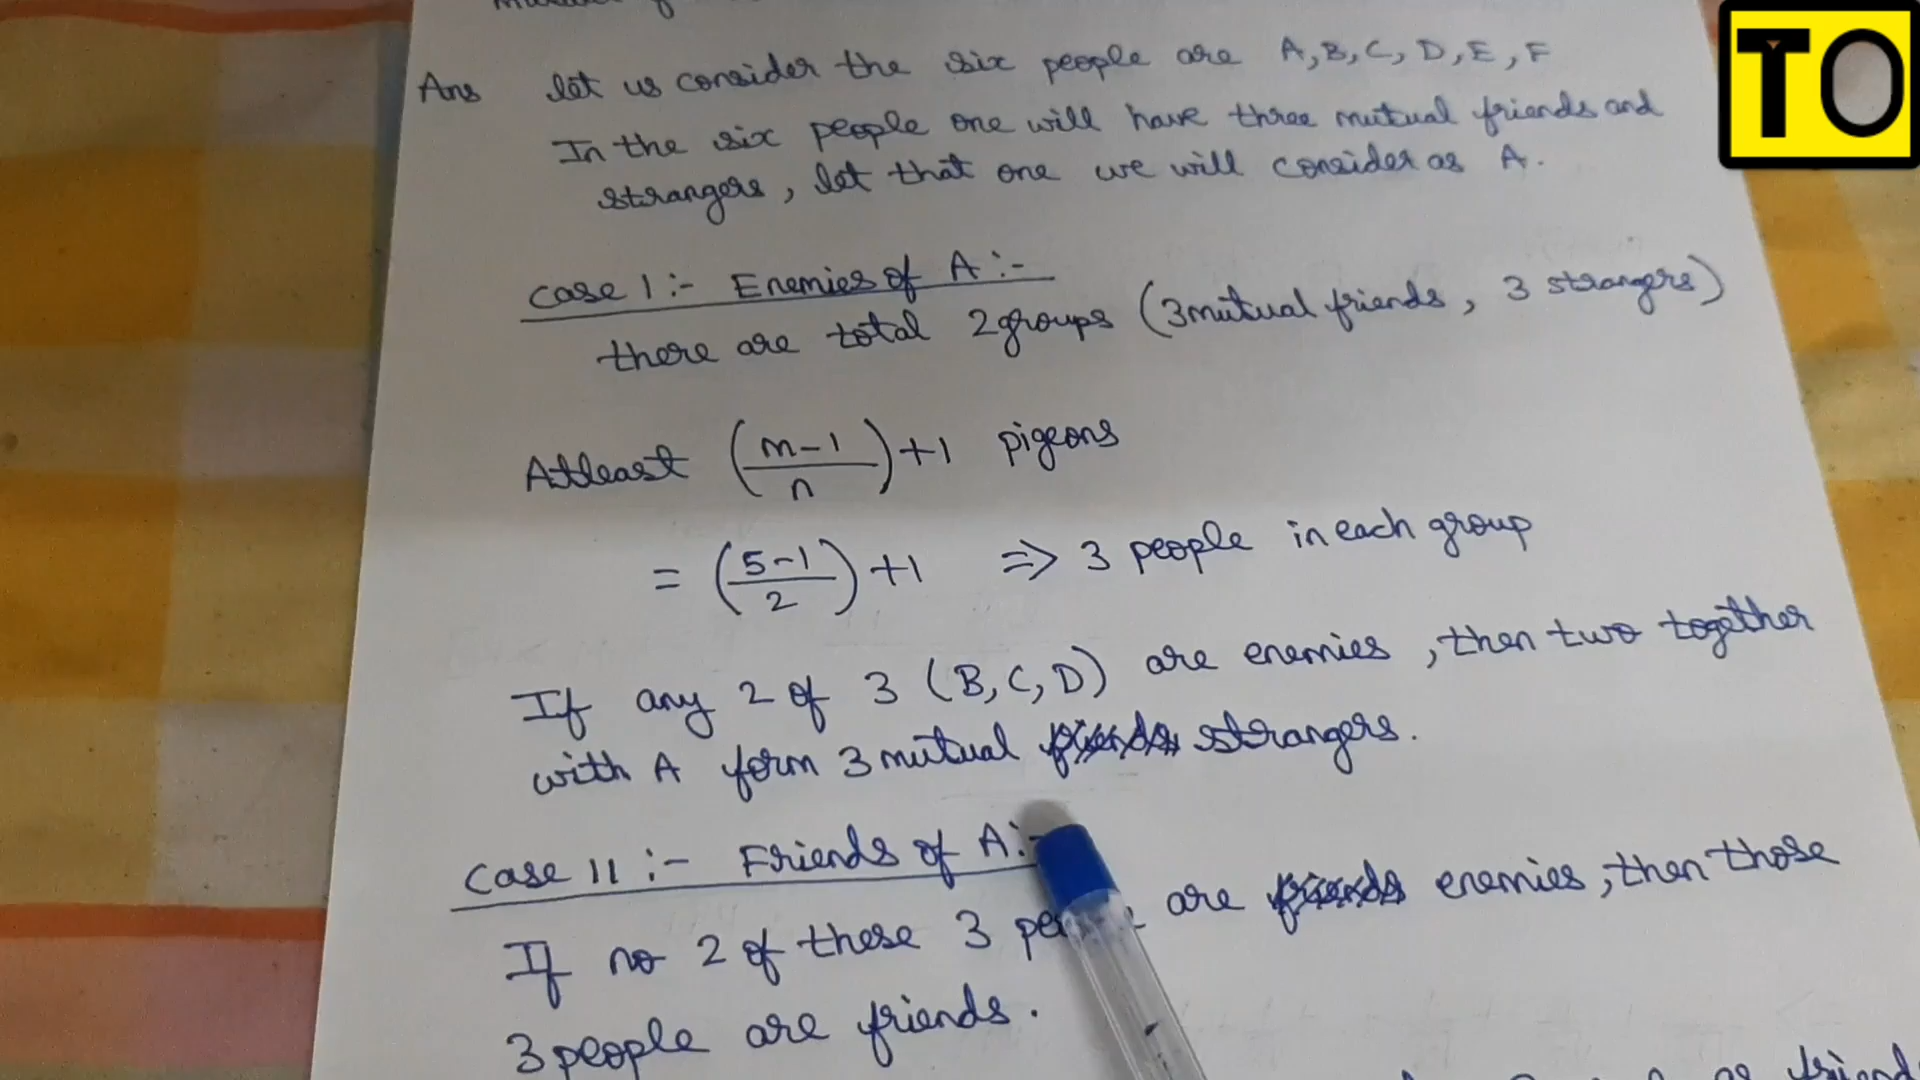 TO
Ans let us consider the six people are A, B, C, D, E, F
In the six people one will have three mutual friends and
strangers, let that one we will consider as A.
Case I :- Enemies of A :-
there are total 2 groups (3 mutual friends, 3 strangers)
Atleast (m-1/n)+1 pigeons
= (5-1/2)+1 => 3 people in each group
If any 2 of 3 (B, C, D) are enemies, then two together
with A form 3 mutual friends strangers.
Case II :- Friends of A :-
If no 2 of these 3 are friends enemies, then those
3 people are friends.